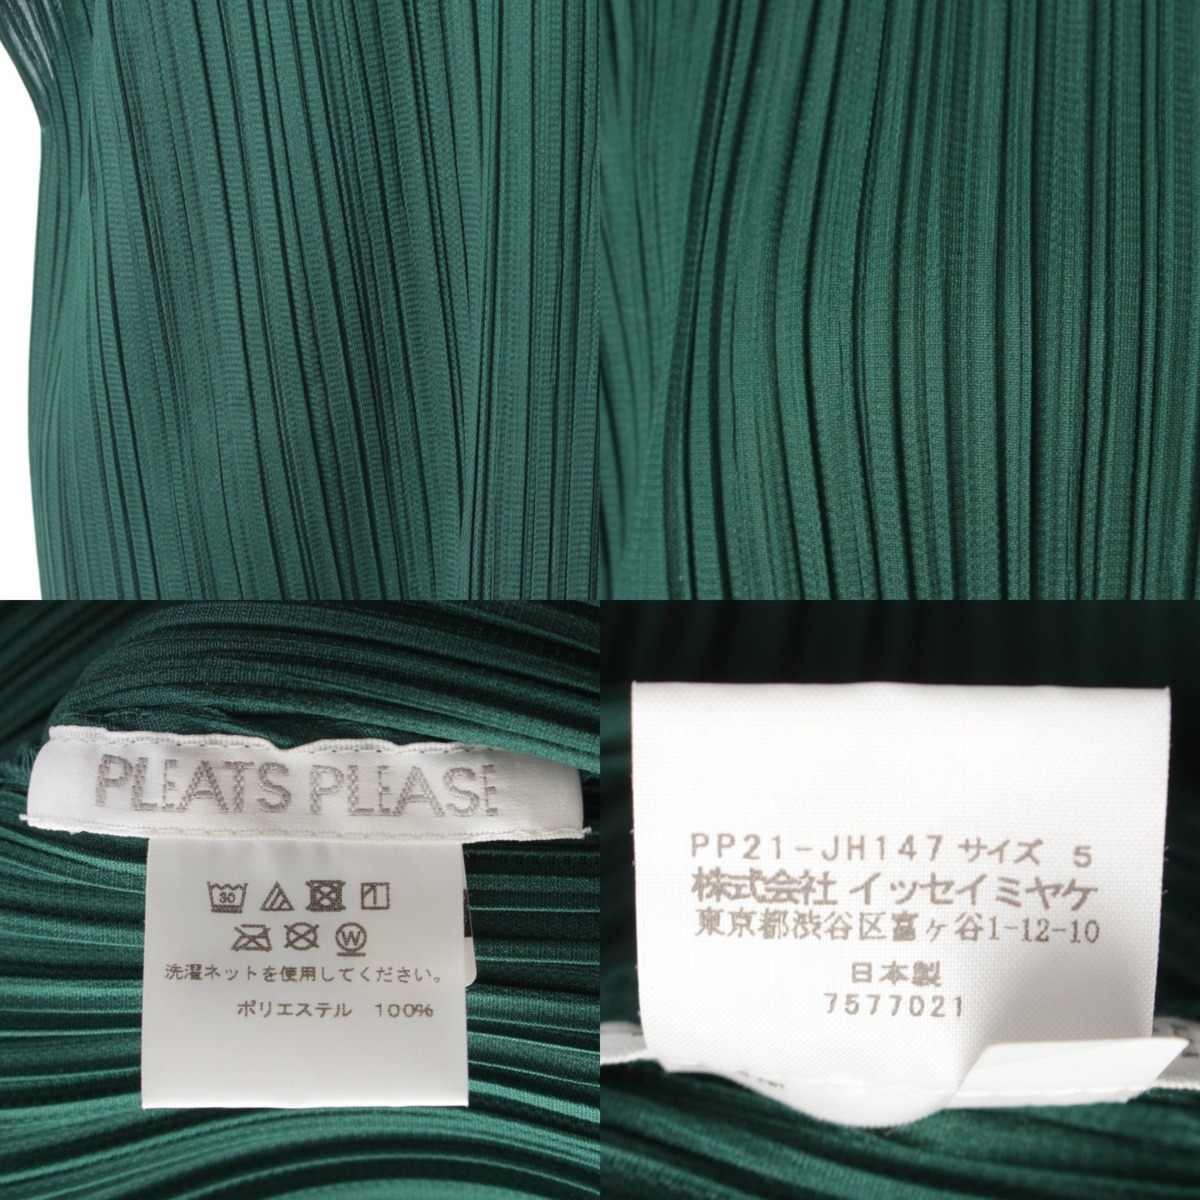 PLEATS PLEASE
30
W
洗濯ネットを使用してください。
ポリエステル 100%
PP21-JH147 サイズ 5
株式会社 イッセイミヤケ
東京都渋谷区富ヶ谷1-12-10
日本製
7577021